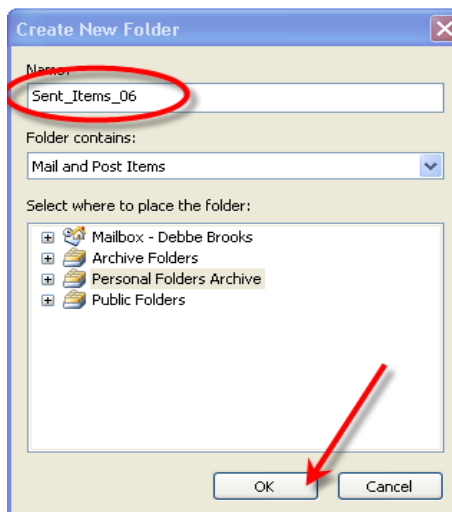 Create New Folder
Name:
Sent_Items_06
Folder contains:
Mail and Post Items
Select where to place the folder:
Mailbox - Debbe Brooks
Archive Folders
Personal Folders Archive
Public Folders
OK Cancel